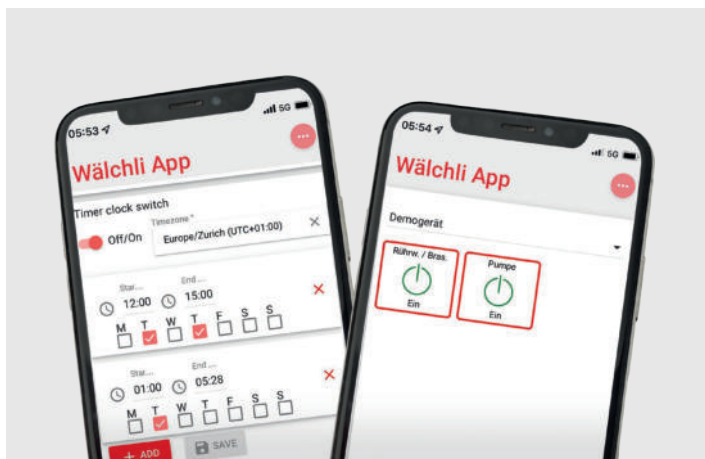 05:53
5G
Wälchli App
Timer clock switch
Off/On
Timezone *
Europe/Zurich (UTC+01:00)
Star...
End...
12:00
15:00
M T W T F S S
Star...
End...
01:00
05:28
M T W T F S S
+ ADD
SAVE
05:54
5G
Wälchli App
Demogerät
Rührw. / Bras.
Ein
Pumpe
Ein